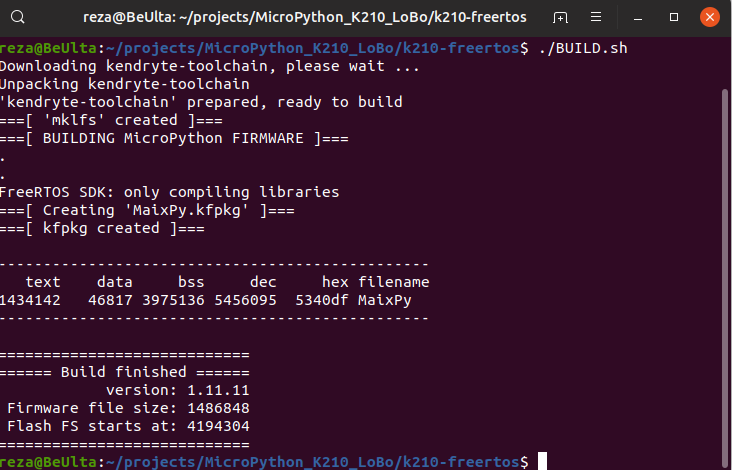 reza@BeUlta: ~/projects/MicroPython_K210_LoBo/k210-freertos
reza@BeUlta:~/projects/MicroPython_K210_LoBo/k210-freertos$ ./BUILD.sh
Downloading kendryte-toolchain, please wait ...
Unpacking kendryte-toolchain
'kendryte-toolchain' prepared, ready to build
===[ 'mklfs' created ]===
===[ BUILDING MicroPython FIRMWARE ]===
.
.
FreeRTOS SDK: only compiling libraries
===[ Creating 'MaixPy.kfpkg' ]===
===[ kfpkg created ]===
------------------------------------------------
text    data     bss     dec     hex filename
1434142   46817 3975136 5456095  5340df MaixPy
------------------------------------------------
============================
====== Build finished ======
version: 1.11.11
Firmware file size: 1486848
Flash FS starts at: 4194304
============================
reza@BeUlta:~/projects/MicroPython_K210_LoBo/k210-freertos$